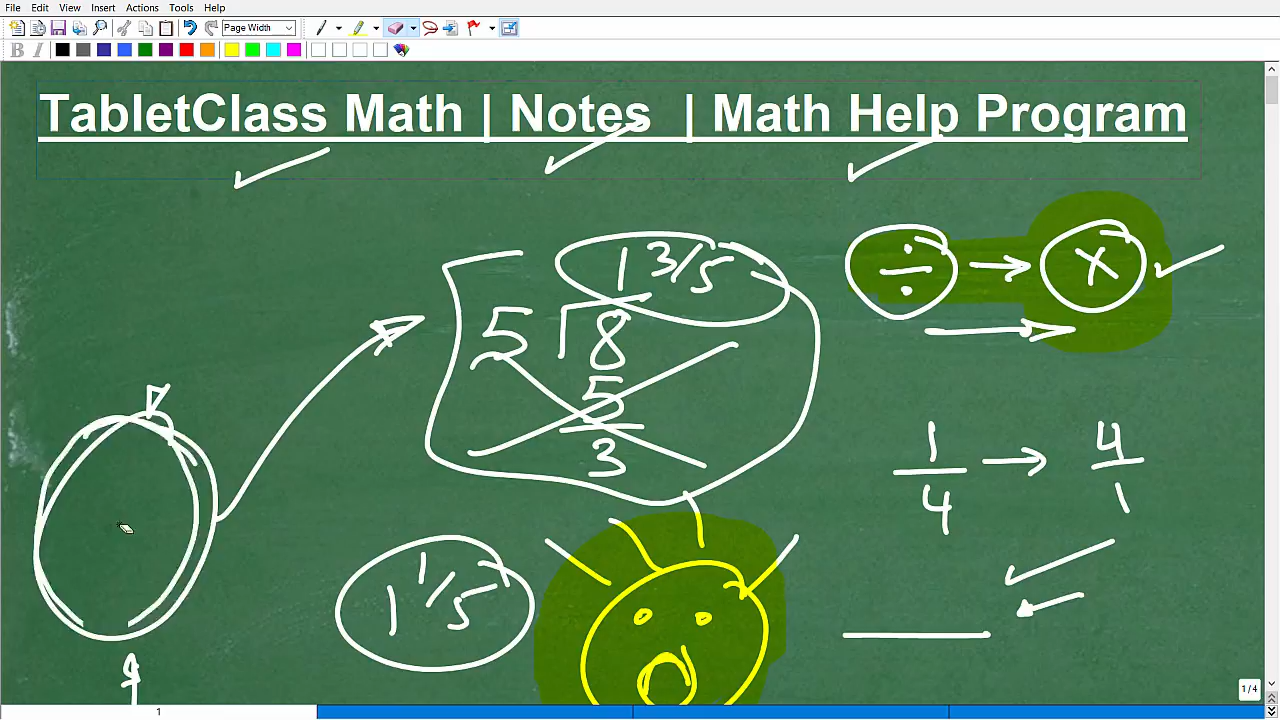 File Edit View Insert Actions Tools Help
Page Width
B I
TabletClass Math | Notes | Math Help Program
÷ → ×
1 3/5
5 8
5
3
1/4 → 4/1
1 1/5
1/4
1